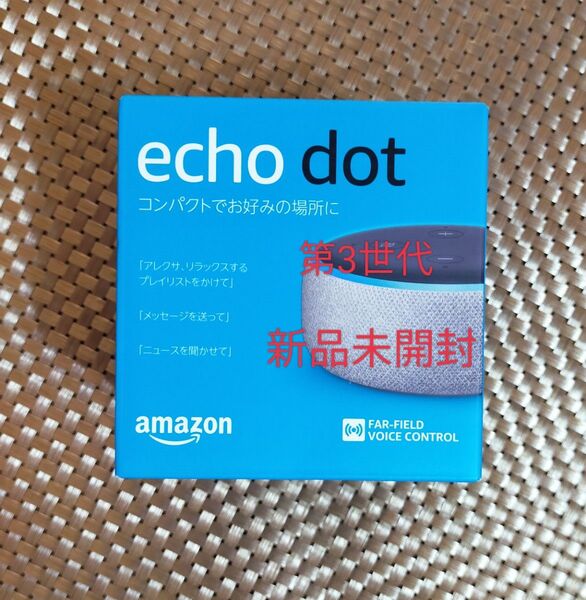 echo dot
コンパクトでお好みの場所に
「アレクサ、リラックスする
プレイリストをかけて」
「メッセージを送って」
「ニュースを聞かせて」
第3世代
新品未開封
amazon
FAR-FIELD
VOICE CONTROL